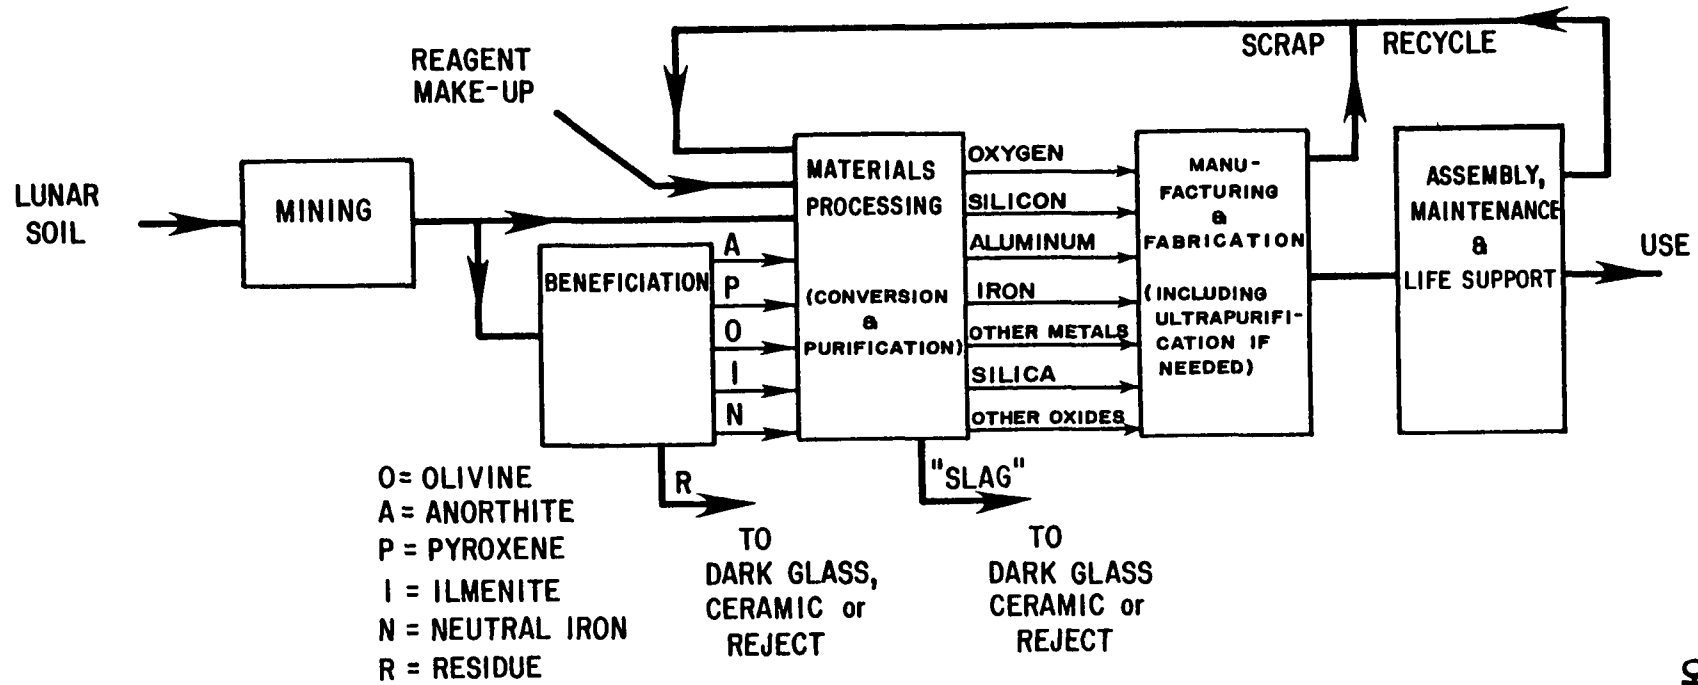 SCRAP RECYCLE
REAGENT
MAKE-UP
LUNAR
SOIL
MINING
BENEFICIATION
A
P
O
I
N
R
TO
DARK GLASS,
CERAMIC or
REJECT
MATERIALS
PROCESSING
(CONVERSION
&
PURIFICATION)
"SLAG"
TO
DARK GLASS
CERAMIC or
REJECT
OXYGEN
SILICON
ALUMINUM
IRON
OTHER METALS
SILICA
OTHER OXIDES
MANU-
FACTURING
&
FABRICATION
(INCLUDING
ULTRAPURIFI-
CATION IF
NEEDED)
ASSEMBLY,
MAINTENANCE
&
LIFE SUPPORT
USE
O = OLIVINE
A = ANORTHITE
P = PYROXENE
I = ILMENITE
N = NEUTRAL IRON
R = RESIDUE